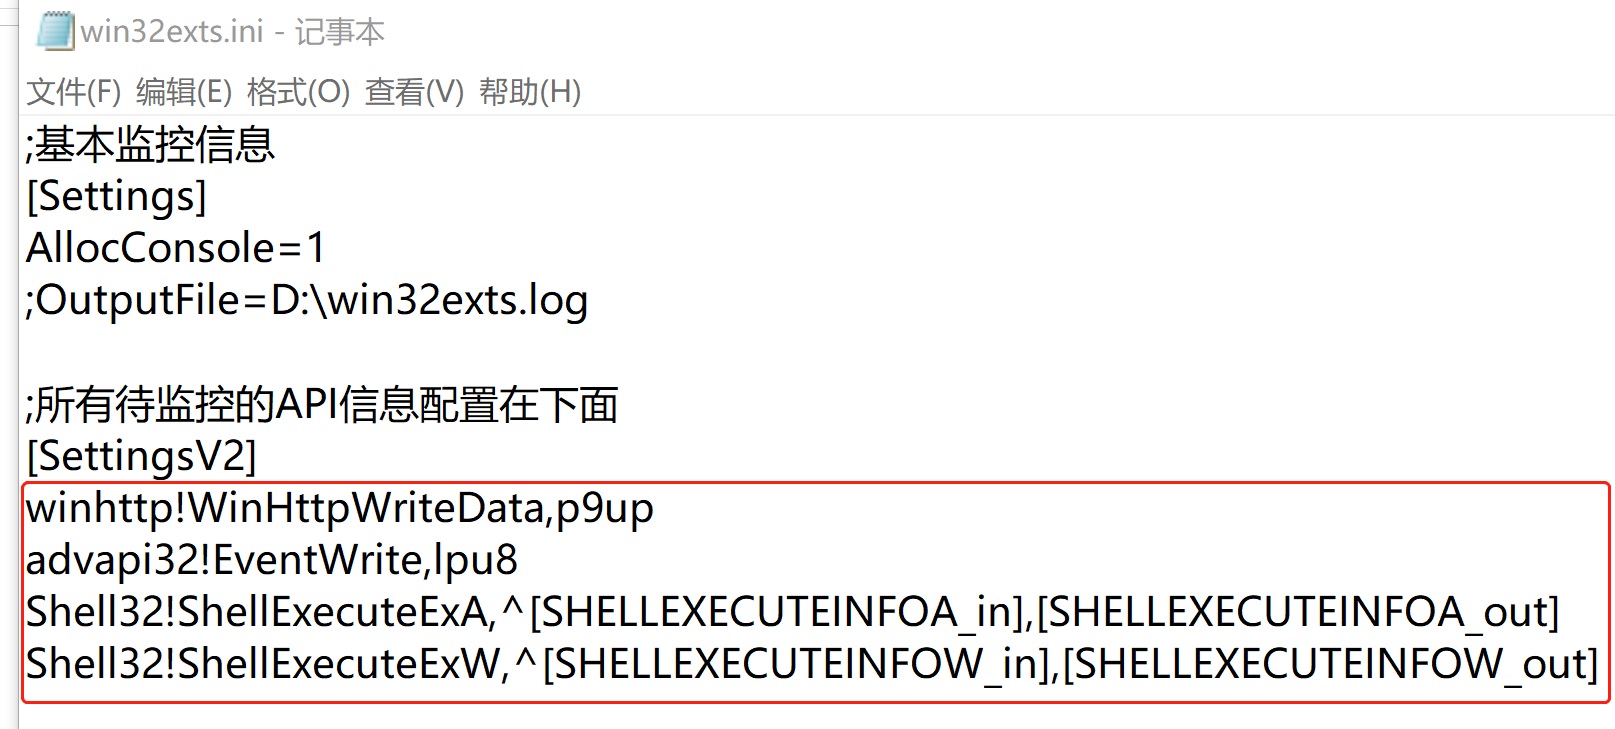 win32exts.ini - 记事本
文件(F) 编辑(E) 格式(O) 查看(V) 帮助(H)
;基本监控信息
[Settings]
AllocConsole=1
;OutputFile=D:\win32exts.log
;所有待监控的API信息配置在下面
[SettingsV2]
winhttp!WinHttpWriteData,p9up
advapi32!EventWrite,lpu8
Shell32!ShellExecuteExA,^[SHELLEXECUTEINFOA_in],[SHELLEXECUTEINFOA_out]
Shell32!ShellExecuteExW,^[SHELLEXECUTEINFOW_in],[SHELLEXECUTEINFOW_out]